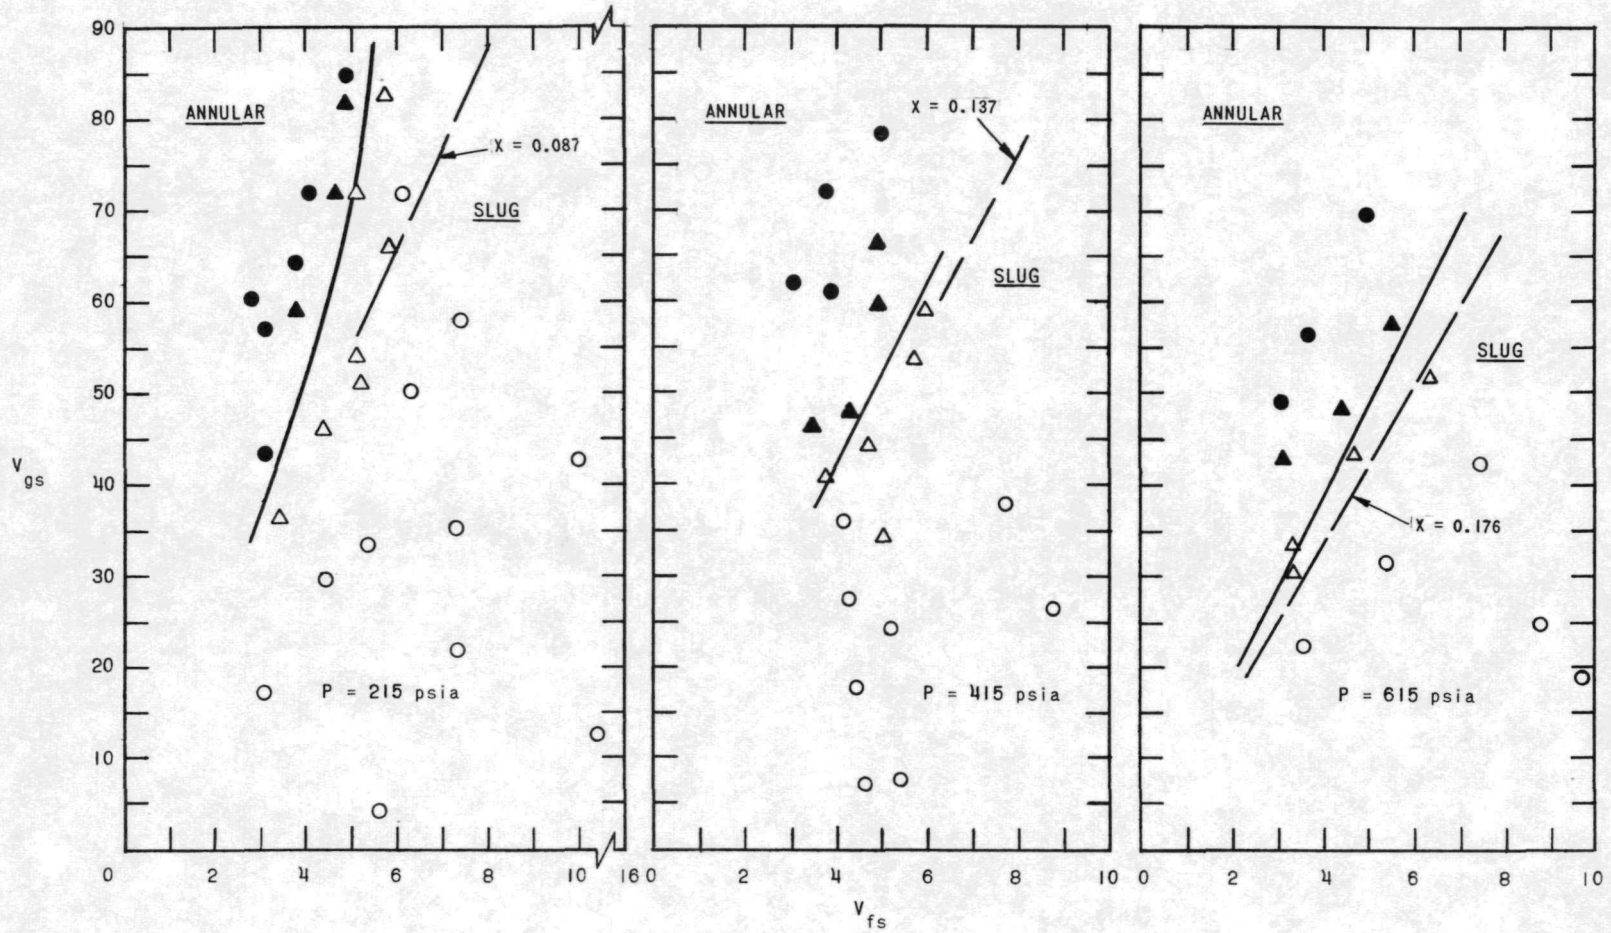 90
80
70
60
50
40
30
20
10
V
gs
ANNULAR
X = 0.087
SLUG
P = 215 psia
0 2 4 6 8 10 16
ANNULAR
X = 0.137
SLUG
P = 415 psia
0 2 4 6 8 10
ANNULAR
SLUG
X = 0.176
P = 615 psia
0 2 4 6 8 10
V
fs